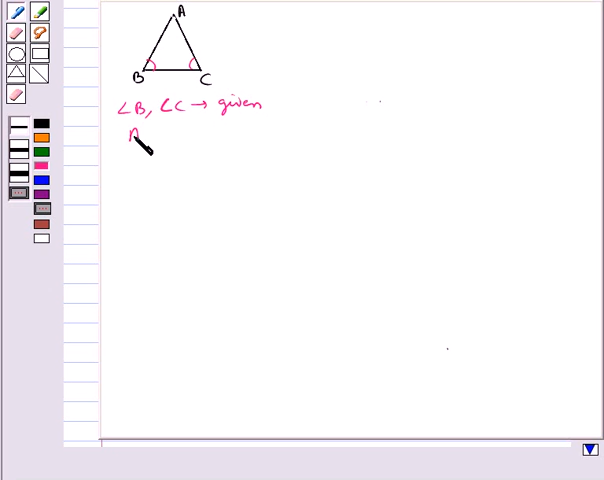 A
B
C
∠B, ∠C → given
A